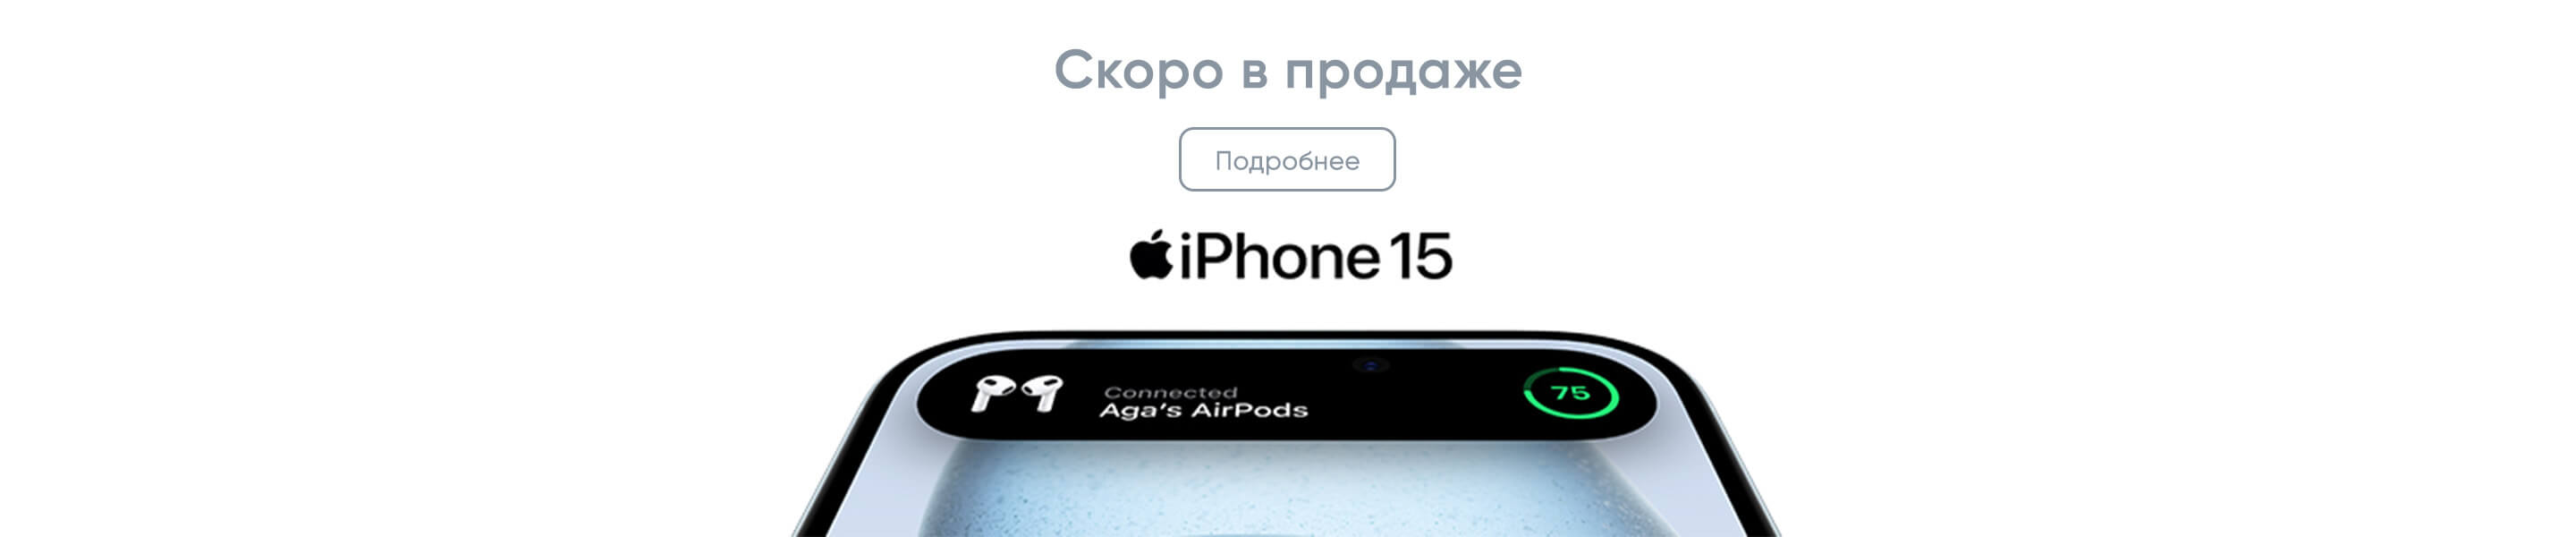 Скоро в продаже
Подробнее
iPhone 15
Connected
Aga's AirPods
75